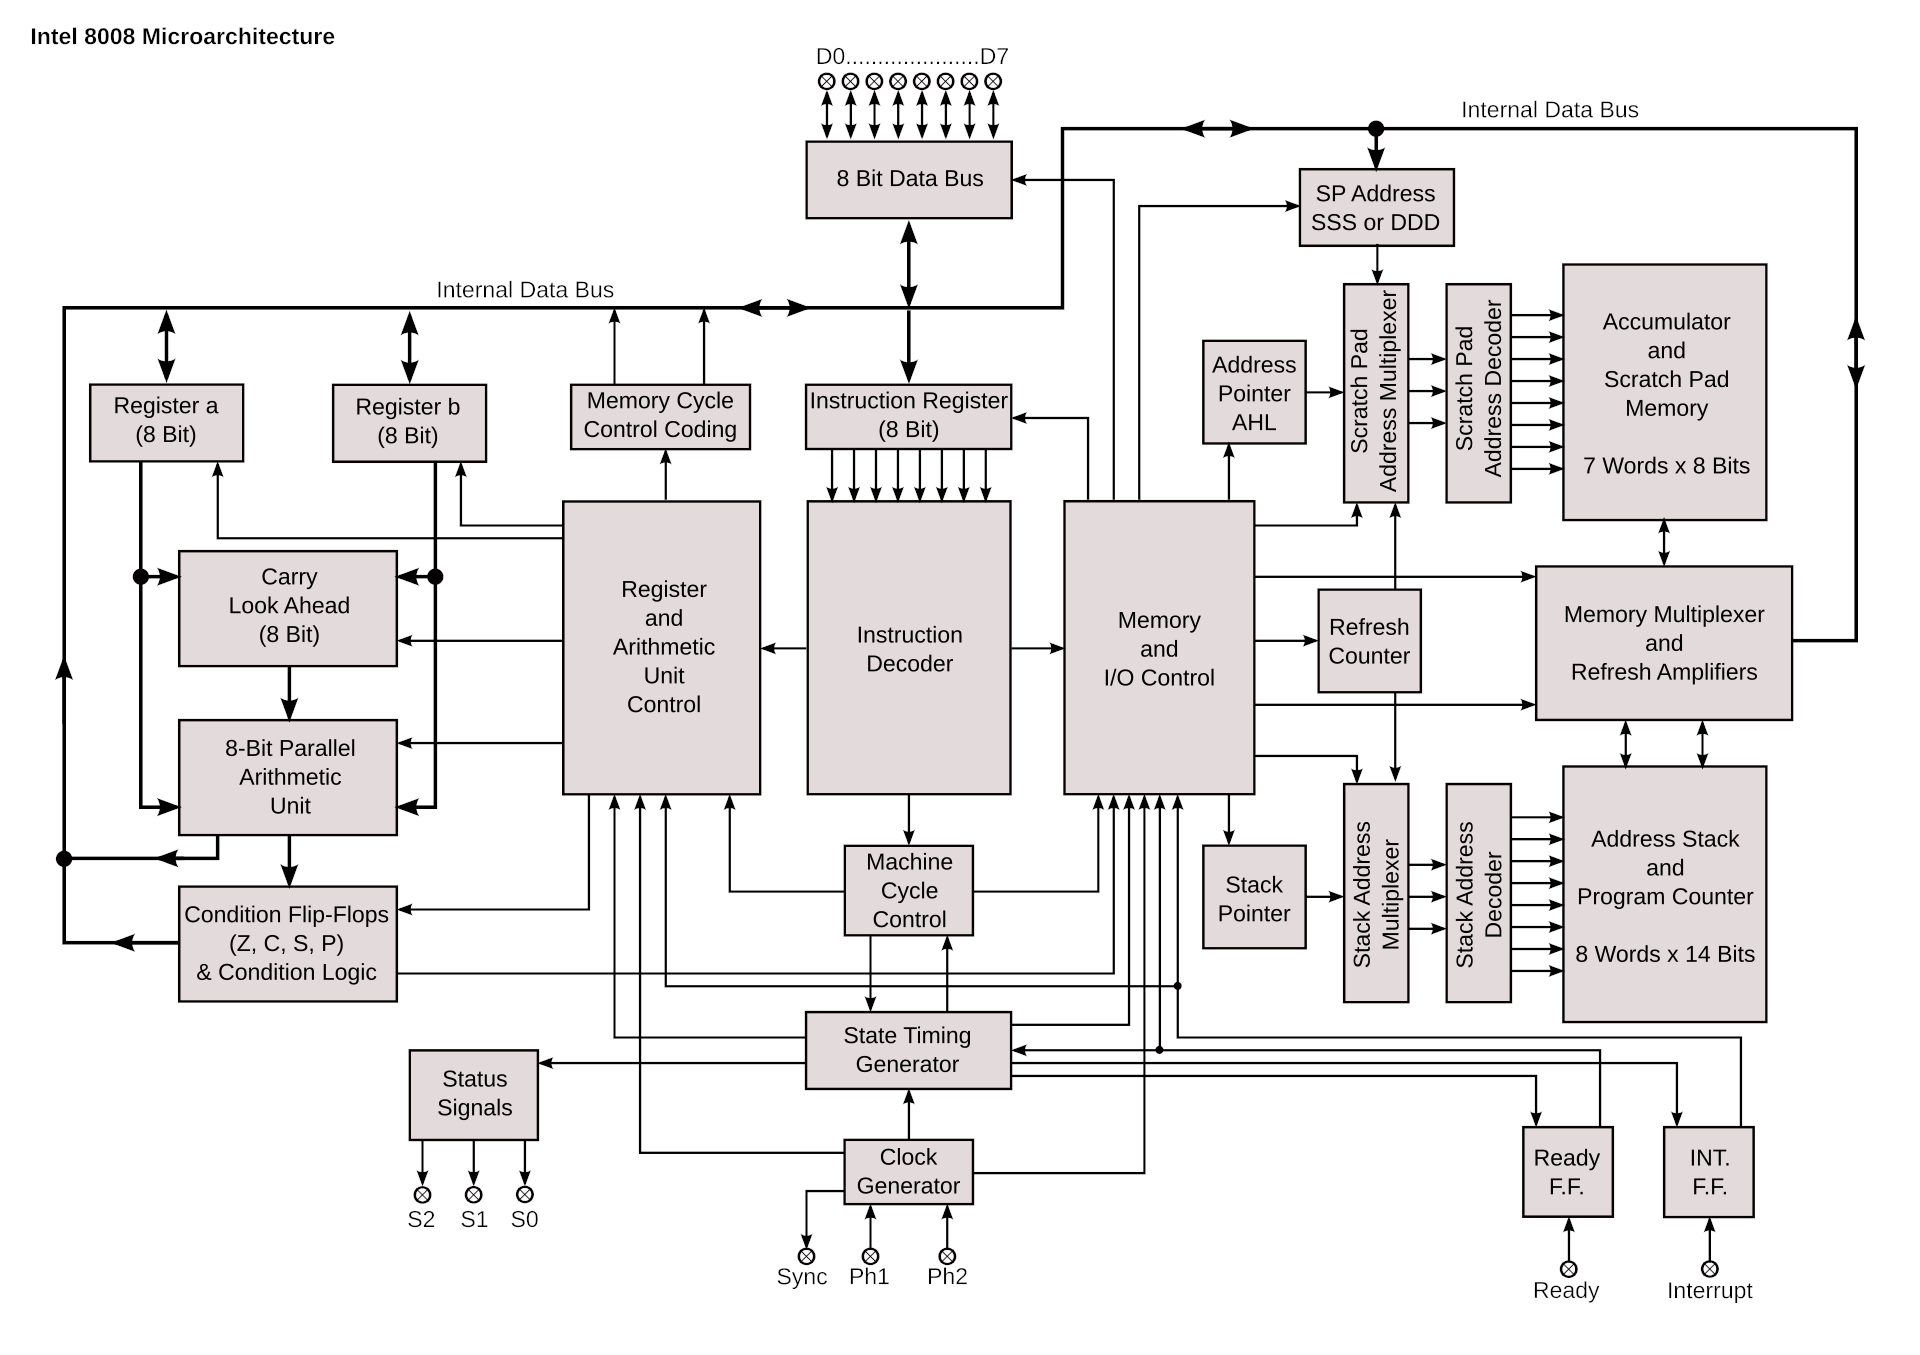 Intel 8008 Microarchitecture
D0.....................D7
Internal Data Bus
8 Bit Data Bus
SP Address
SSS or DDD
Internal Data Bus
Register a
(8 Bit)
Register b
(8 Bit)
Memory Cycle
Control Coding
Instruction Register
(8 Bit)
Address
Pointer
AHL
Scratch Pad
Address Multiplexer
Scratch Pad
Address Decoder
Accumulator
and
Scratch Pad
Memory
7 Words x 8 Bits
Carry
Look Ahead
(8 Bit)
Register
and
Arithmetic
Unit
Control
Instruction
Decoder
Memory
and
I/O Control
Refresh
Counter
Memory Multiplexer
and
Refresh Amplifiers
8-Bit Parallel
Arithmetic
Unit
Machine
Cycle
Control
Stack
Pointer
Stack Address
Multiplexer
Stack Address
Decoder
Address Stack
and
Program Counter
8 Words x 14 Bits
Condition Flip-Flops
(Z, C, S, P)
& Condition Logic
State Timing
Generator
Status
Signals
Clock
Generator
Ready
F.F.
INT.
F.F.
S2 S1 S0
Sync Ph1 Ph2
Ready Interrupt